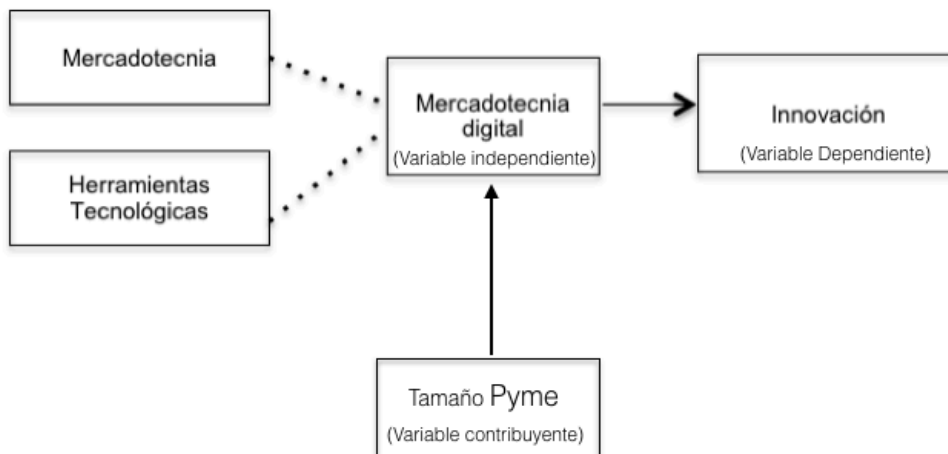 Mercadotecnia
Herramientas
Tecnológicas
Mercadotecnia
digital
(Variable independiente)
Innovación
(Variable Dependiente)
Tamaño Pyme
(Variable contribuyente)